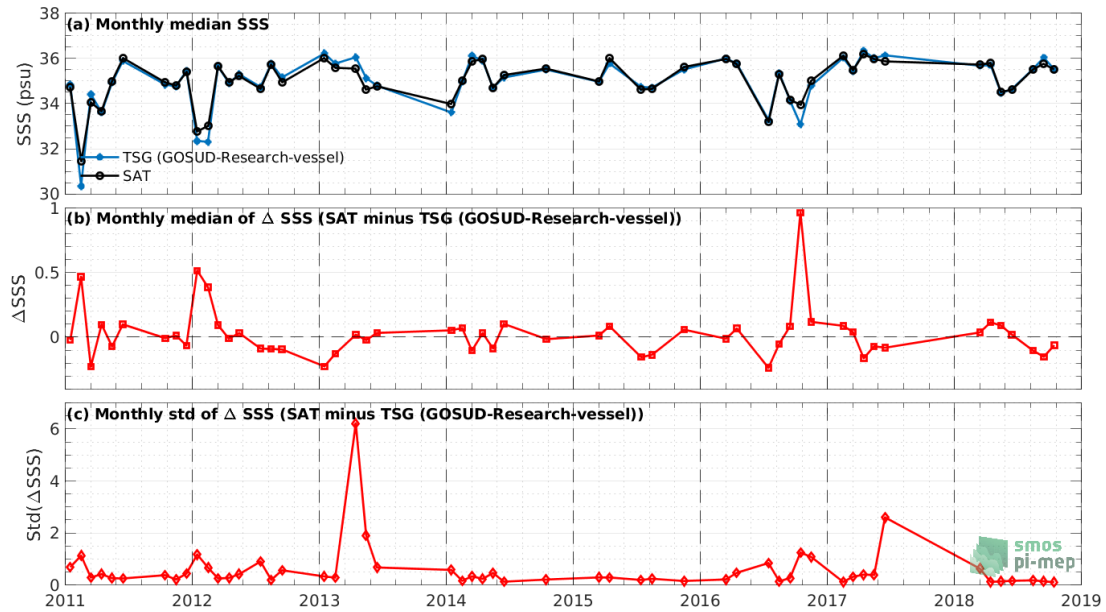 (a) Monthly median SSS
38
36
34
32
30
SSS (psu)
TSG (GOSUD-Research-vessel)
SAT
(b) Monthly median of Δ SSS (SAT minus TSG (GOSUD-Research-vessel))
1
0.5
0
ΔSSS
(c) Monthly std of Δ SSS (SAT minus TSG (GOSUD-Research-vessel))
6
4
2
0
Std(ΔSSS)
smos
pi-mep
2011 2012 2013 2014 2015 2016 2017 2018 2019